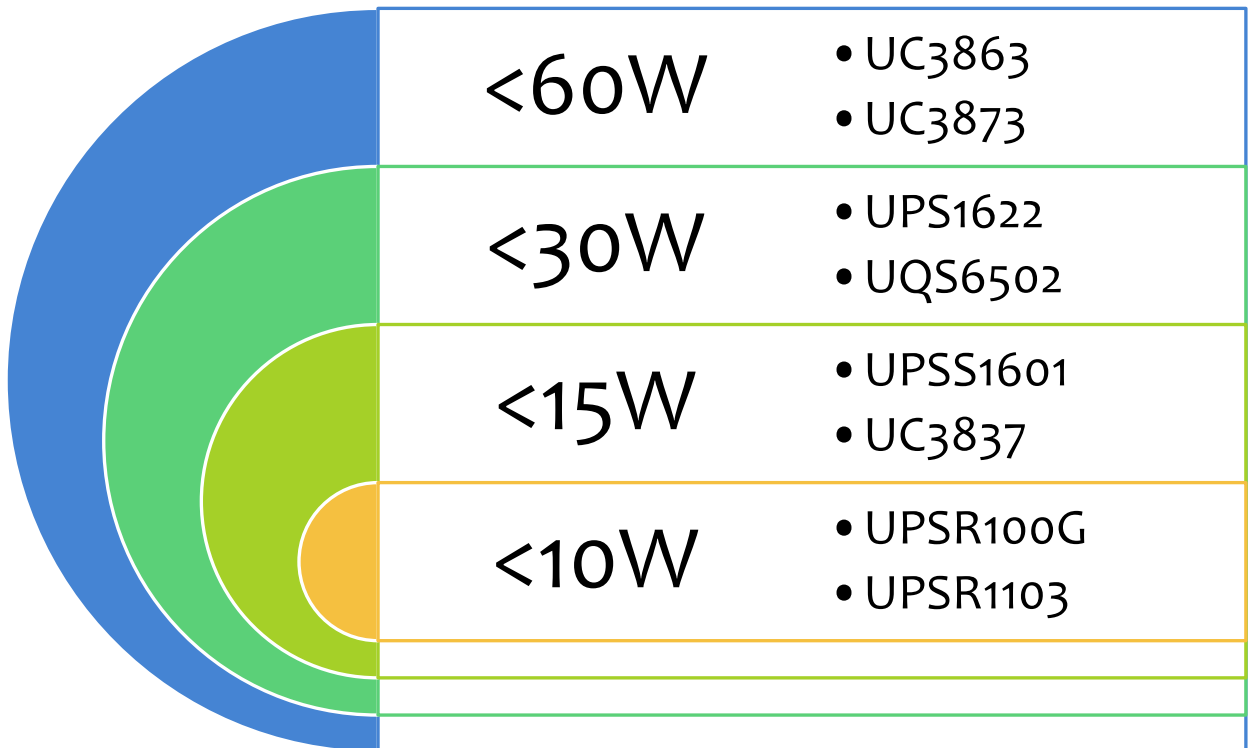 <60W
• UC3863
• UC3873
<30W
• UPS1622
• UQS6502
<15W
• UPSS1601
• UC3837
<10W
• UPSR100G
• UPSR1103